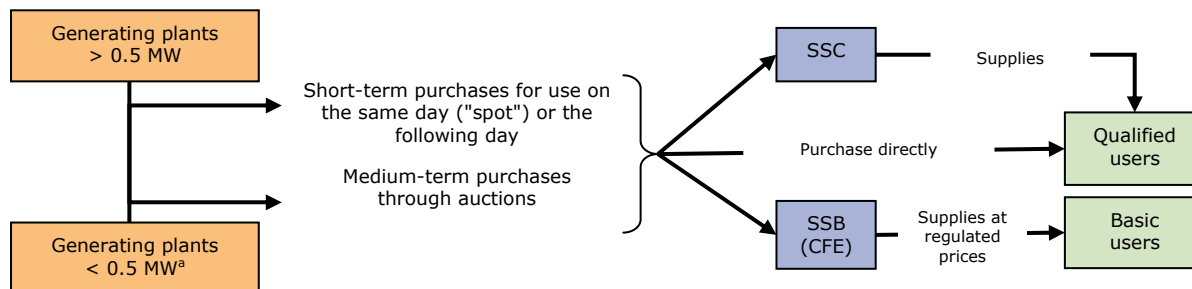 Generating plants
> 0.5 MW
Short-term purchases for use on
the same day ("spot") or the
following day
Medium-term purchases
through auctions
Generating plants
< 0.5 MWᵃ
SSC
Supplies
Purchase directly
Qualified
users
SSB
(CFE)
Supplies at
regulated
prices
Basic
users